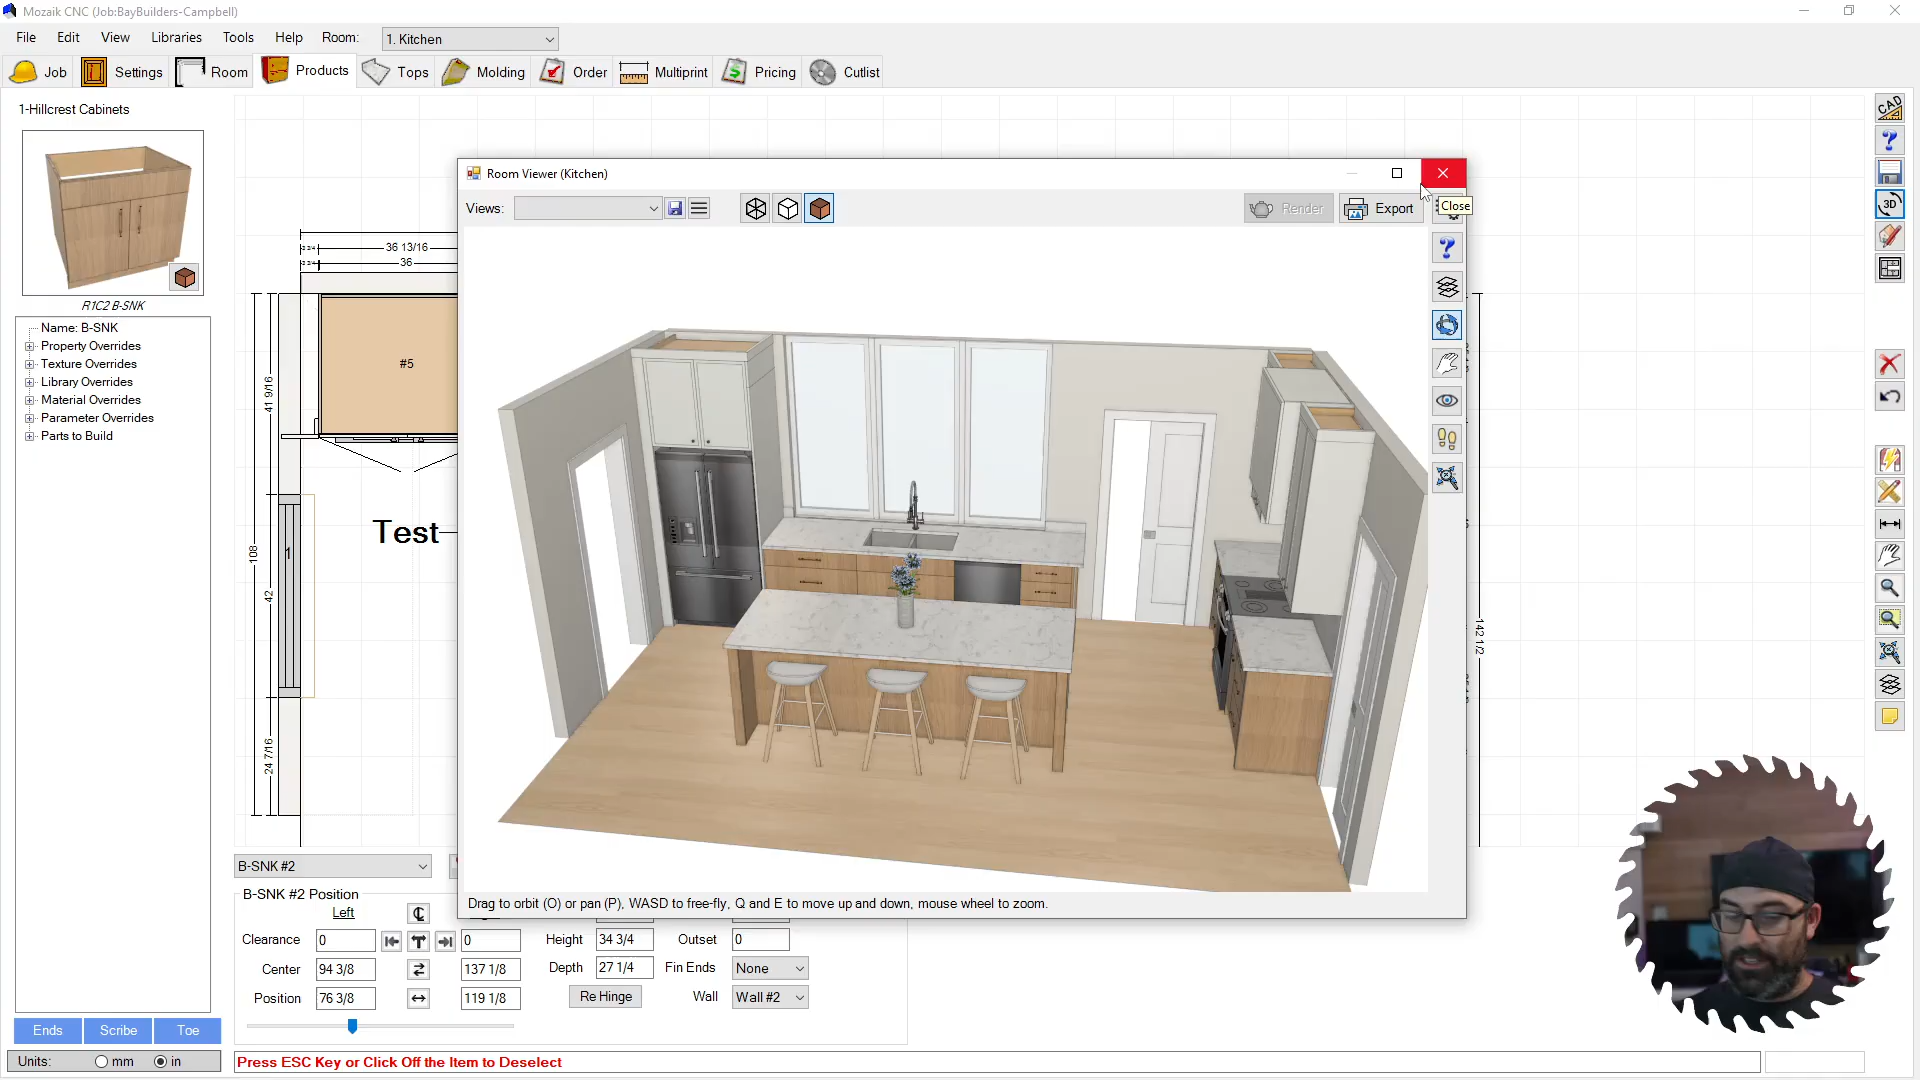 Mozaik CNC (Job:BayBuilders-Campbell)
File Edit View Libraries Tools Help Room: 1. Kitchen
Job Settings Room Products Tops Molding Order Multiprint Pricing Cutlist
1-Hillcrest Cabinets
R1C2 B-SNK
Name: B-SNK
Property Overrides
Texture Overrides
Library Overrides
Material Overrides
Parameter Overrides
Parts to Build
Ends Scribe Toe
Units: mm in
36 13/16
36
#5
41 9/16
108
42
1
24 7/16
Test
142 1/2
Room Viewer (Kitchen)
Views:
Render Export
Close
Drag to orbit (O) or pan (P), WASD to free-fly, Q and E to move up and down, mouse wheel to zoom.
CAD
3D
B-SNK #2
B-SNK #2 Position
Left
Clearance 0 0 Height 34 3/4 Outset 0
Center 94 3/8 137 1/8 Depth 27 1/4 Fin Ends None
Position 76 3/8 119 1/8 Re Hinge Wall Wall #2
Press ESC Key or Click Off the Item to Deselect